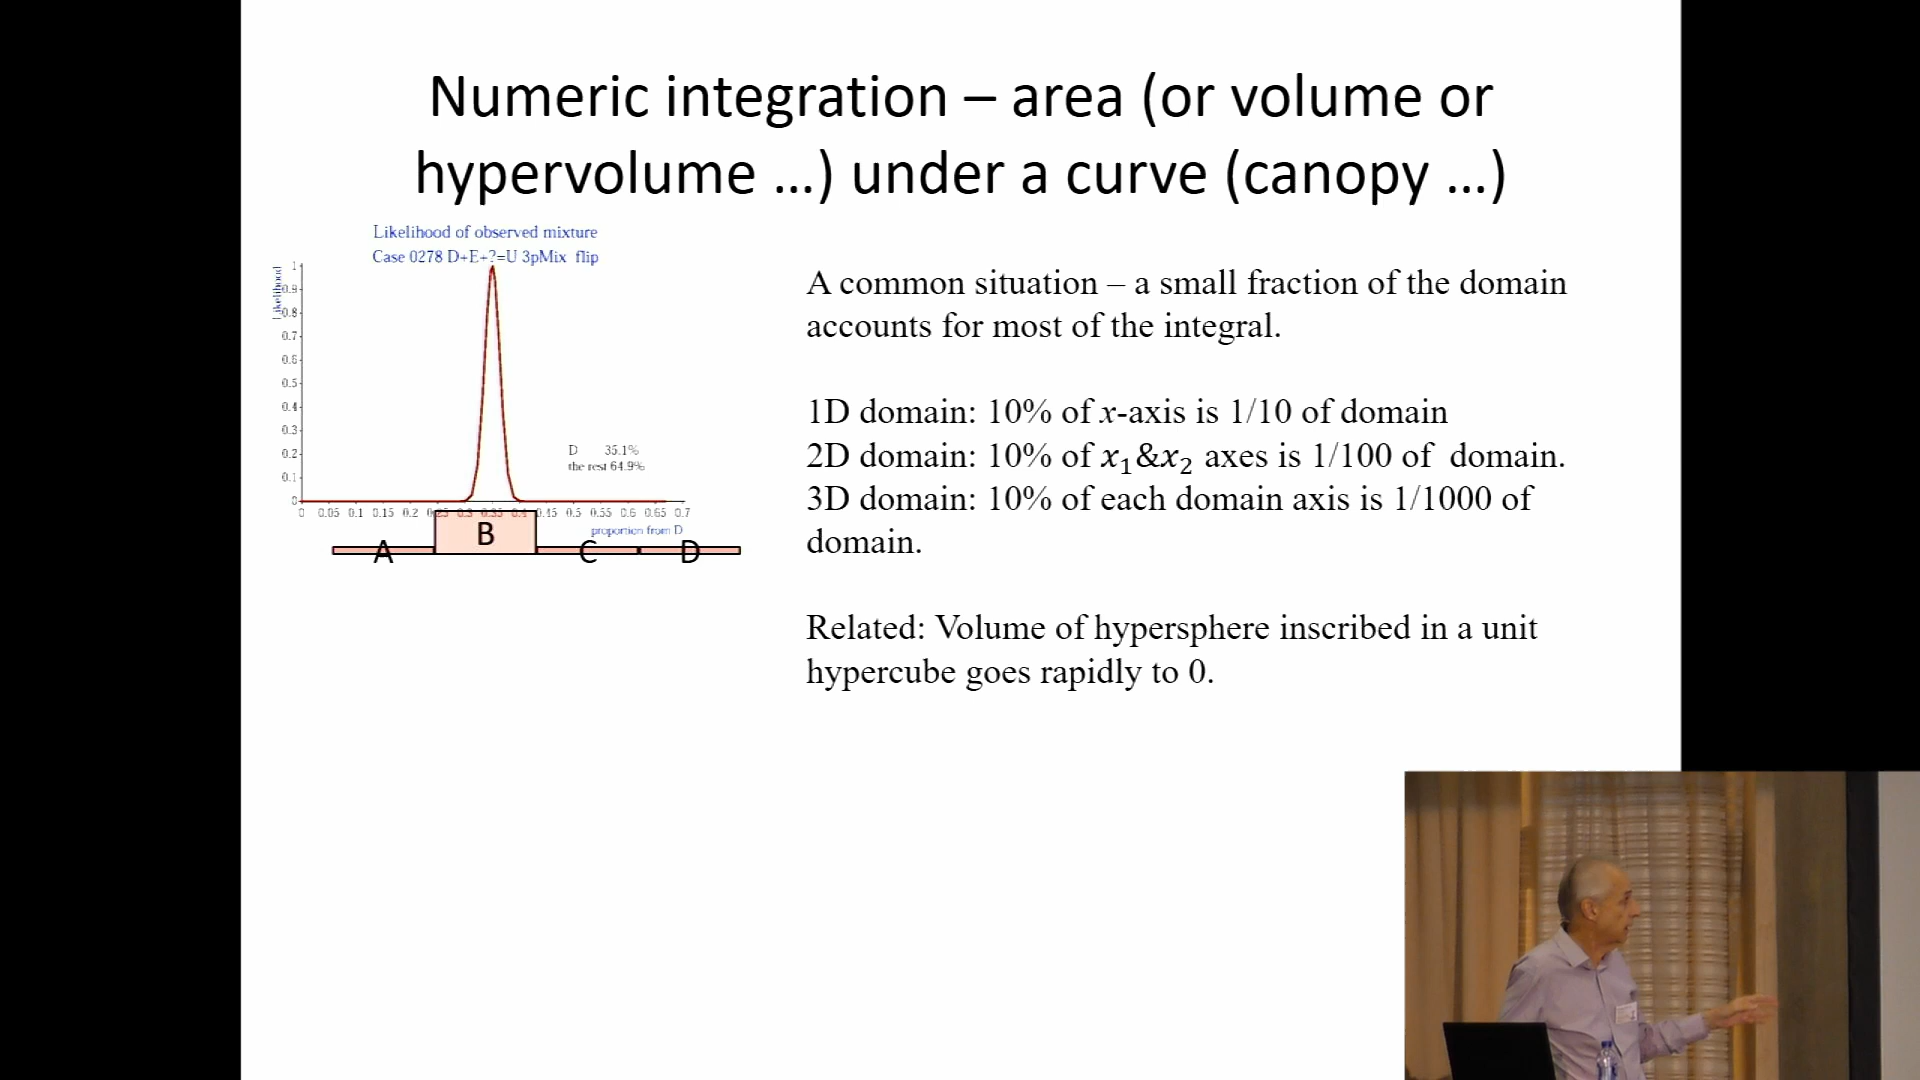 Numeric integration – area (or volume or
hypervolume …) under a curve (canopy …)
Likelihood of observed mixture
Case 0278 D+E+?=U 3pMix flip
Likelihood
1
0.9
0.8
0.7
0.6
0.5
0.4
0.3
0.2
0.1
0
0 0.05 0.1 0.15 0.2 0.25 0.3 0.35 0.4 0.45 0.5 0.55 0.6 0.65 0.7
proportion from D
D 35.1%
the rest 64.9%
A B C D
A common situation – a small fraction of the domain
accounts for most of the integral.
1D domain: 10% of x-axis is 1/10 of domain
2D domain: 10% of x₁&x₂ axes is 1/100 of domain.
3D domain: 10% of each domain axis is 1/1000 of
domain.
Related: Volume of hypersphere inscribed in a unit
hypercube goes rapidly to 0.